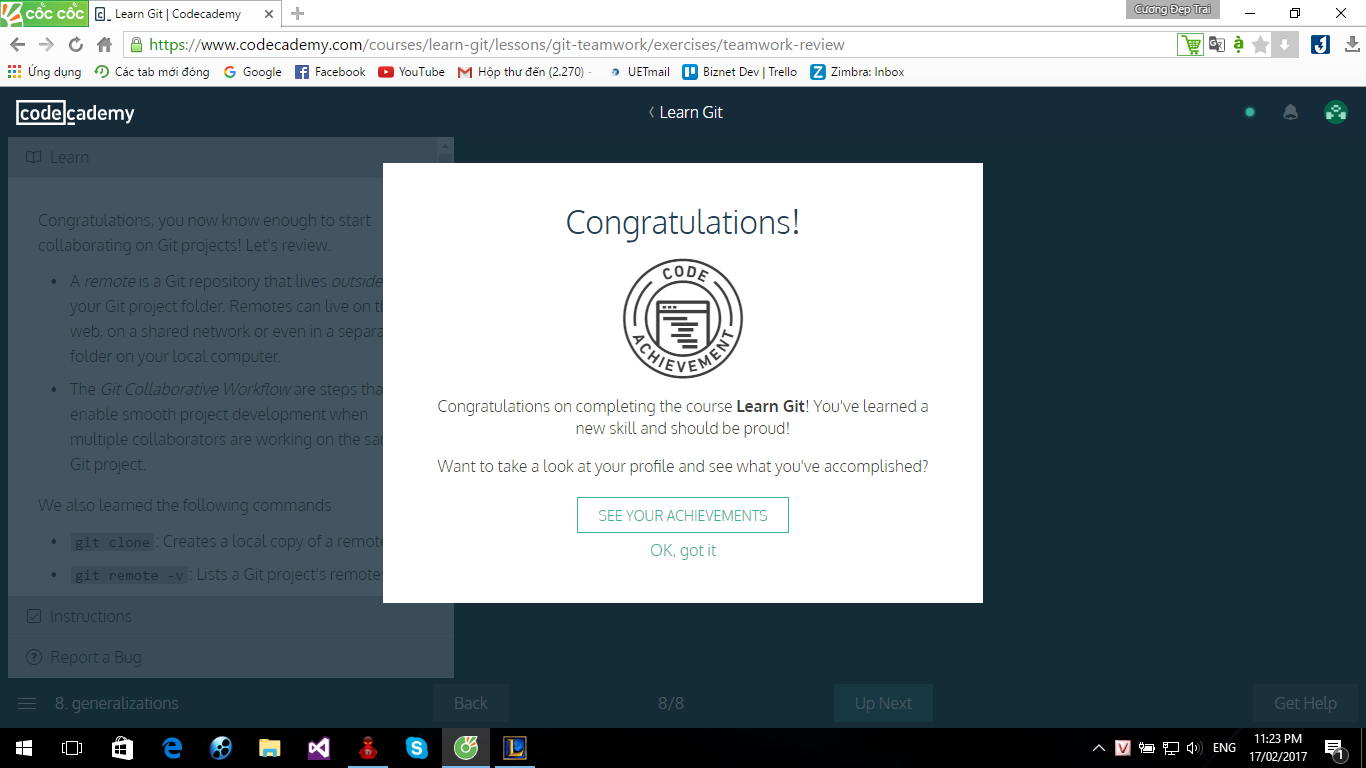 CỐC CỐC
Learn Git | Codecademy
Cương Đẹp Trai
https://www.codecademy.com/courses/learn-git/lessons/git-teamwork/exercises/teamwork-review
Ứng dụng
Các tab mới đóng
Google
Facebook
YouTube
Hộp thư đến (2.270) -
UETmail
Biznet Dev | Trello
Zimbra: Inbox
codecademy
Learn Git
Learn
Congratulations, you now know enough to start
collaborating on Git projects! Let's review.
• A remote is a Git repository that lives outside
your Git project folder. Remotes can live on
web, on a shared network or even in a
folder on your local computer.
• The Git Collaborative Workflow are steps
enable smooth project development when
multiple collaborators are working on the
Git project.
We also learned the following commands
• git clone: Creates a local copy of a remote
• git remote -v: Lists a Git project's remotes
Instructions
Report a Bug
Congratulations!
CODE
ACHIEVEMENT
Congratulations on completing the course Learn Git! You've learned a
new skill and should be proud!
Want to take a look at your profile and see what you've accomplished?
SEE YOUR ACHIEVEMENTS
OK, got it
8. generalizations
Back
8/8
Up Next
Get Help
ENG
11:23 PM
17/02/2017
1